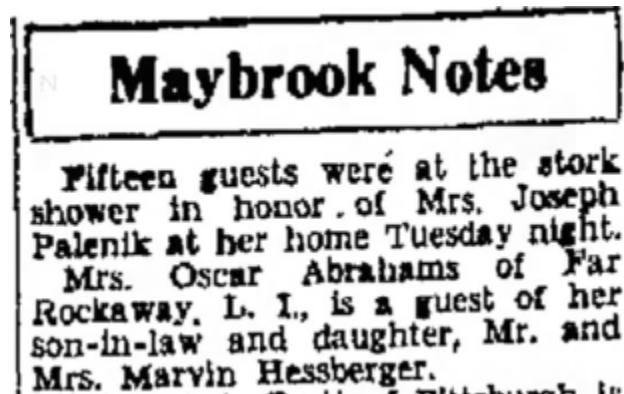 Maybrook Notes
Fifteen guests were at the stork
shower in honor of Mrs. Joseph
Palenik at her home Tuesday night.
Mrs. Oscar Abrahams of Far
Rockaway, L. I., is a guest of her
son-in-law and daughter, Mr. and
Mrs. Marvin Hessberger.